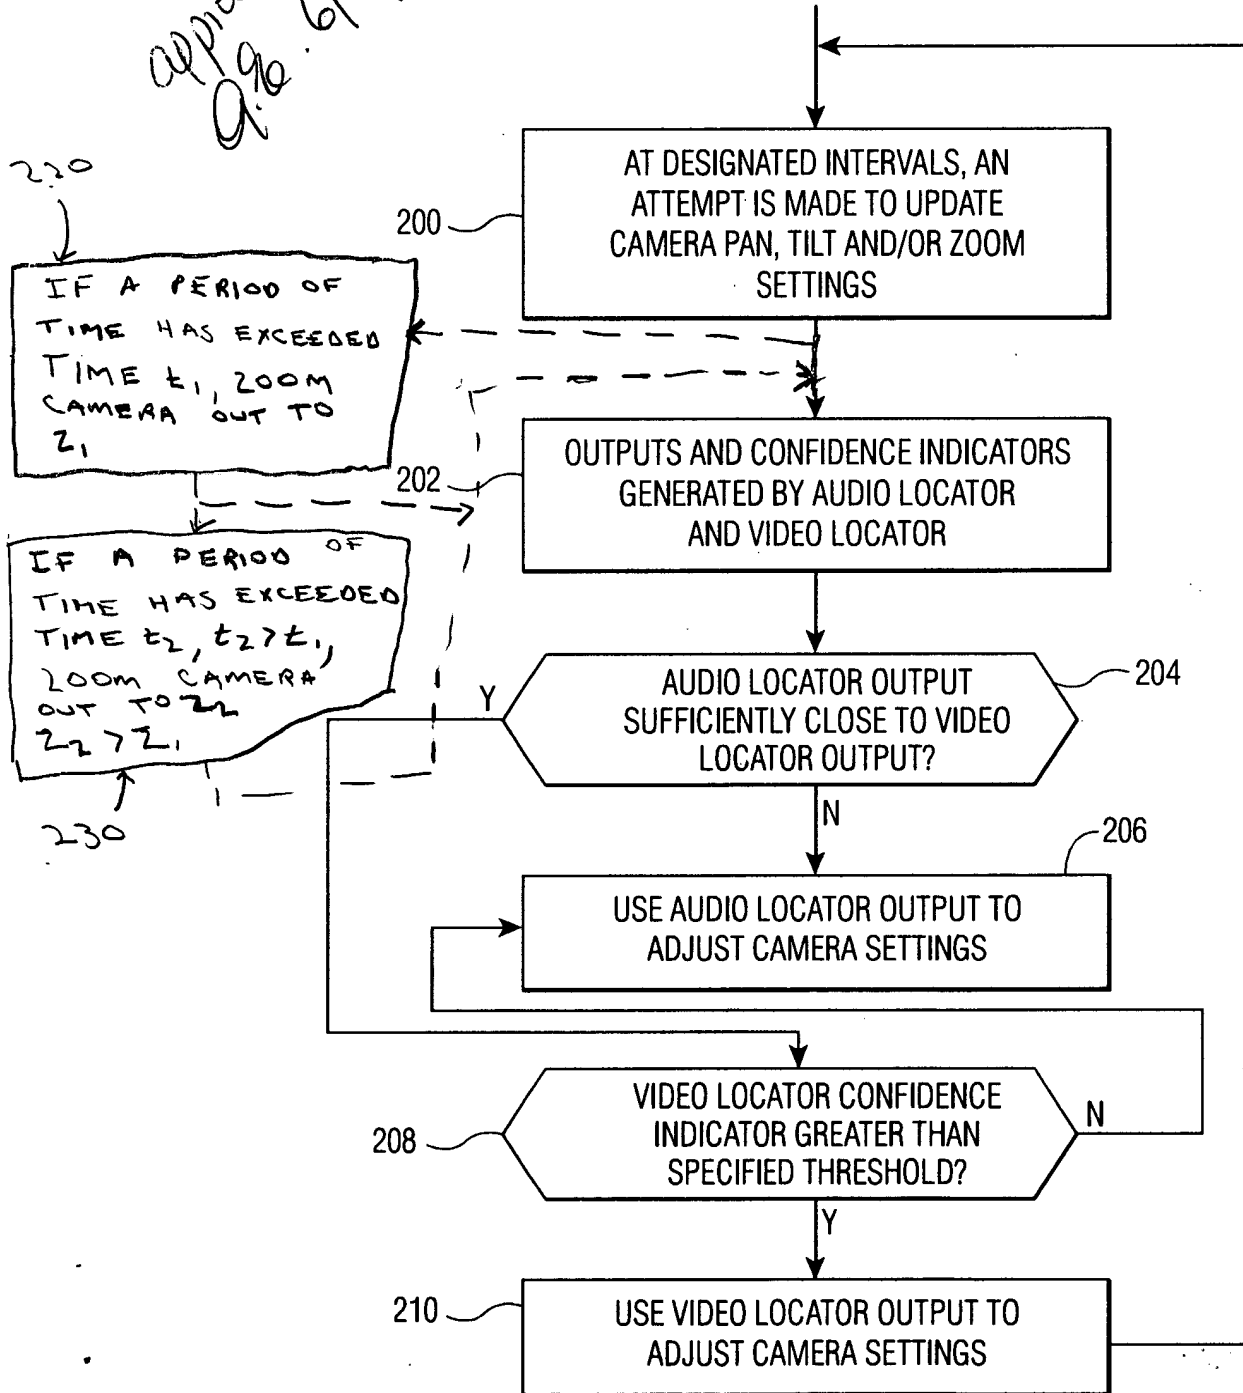 220
IF A PERIOD OF
TIME HAS EXCEEDED
TIME t₁, ZOOM
CAMERA OUT TO
Z₁
IF A PERIOD OF
TIME HAS EXCEEDED
TIME t₂, t₂>t₁,
ZOOM CAMERA
OUT TO Z₂
Z₂ > Z₁
230
200
AT DESIGNATED INTERVALS, AN
ATTEMPT IS MADE TO UPDATE
CAMERA PAN, TILT AND/OR ZOOM
SETTINGS
202
OUTPUTS AND CONFIDENCE INDICATORS
GENERATED BY AUDIO LOCATOR
AND VIDEO LOCATOR
204
AUDIO LOCATOR OUTPUT
SUFFICIENTLY CLOSE TO VIDEO
LOCATOR OUTPUT?
Y
N
206
USE AUDIO LOCATOR OUTPUT TO
ADJUST CAMERA SETTINGS
208
VIDEO LOCATOR CONFIDENCE
INDICATOR GREATER THAN
SPECIFIED THRESHOLD?
N
Y
210
USE VIDEO LOCATOR OUTPUT TO
ADJUST CAMERA SETTINGS